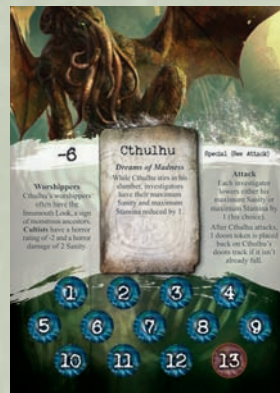 -6
Cthulhu
Special (See Attack)
Dreams of Madness
While Cthulhu stirs in his
slumber, investigators
have their maximum
Sanity and maximum
Stamina reduced by 1.
Worshippers
Cthulhu's worshippers
often have the
Innsmouth Look, a sign
of monstrous ancestors.
Cultists have a horror
rating of -2 and a horror
damage of 2 Sanity.
Attack
Each investigator
lowers either his
maximum Sanity or
maximum Stamina by
1 (his choice).
After Cthulhu attacks,
1 doom token is placed
back on Cthulhu's
doom track if it isn't
already full.
1 2 3 4
5 6 7 8 9
10 11 12 13